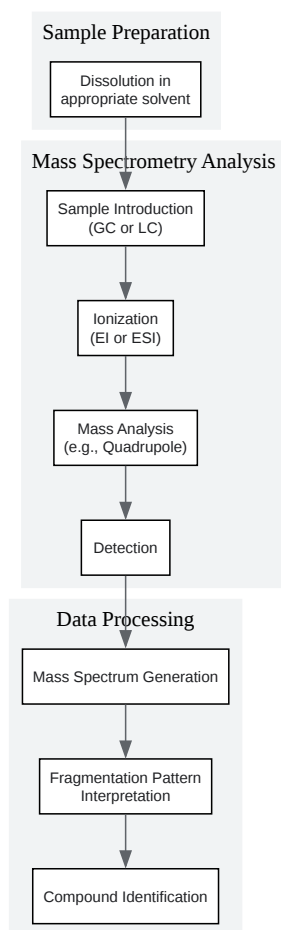 Sample Preparation
Dissolution in
appropriate solvent
Mass Spectrometry Analysis
Sample Introduction
(GC or LC)
Ionization
(EI or ESI)
Mass Analysis
(e.g., Quadrupole)
Detection
Data Processing
Mass Spectrum Generation
Fragmentation Pattern
Interpretation
Compound Identification